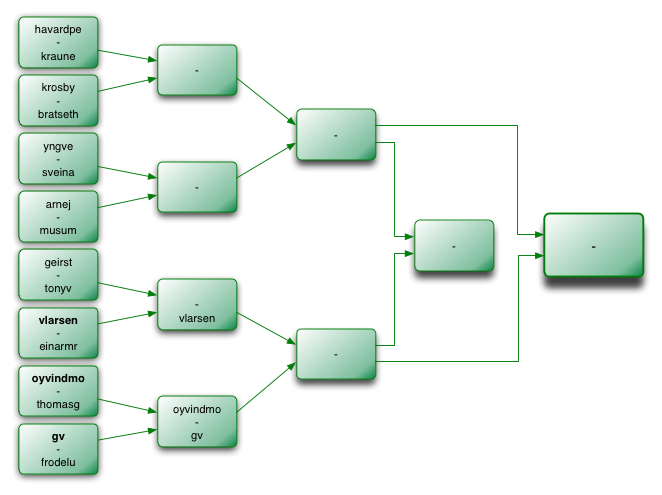 havardpe
-
kraune
krosby
-
bratseth
yngve
-
sveina
arnej
-
musum
geirst
-
tonyv
vlarsen
-
einarmr
oyvindmo
-
thomasg
gv
-
frodelu
-
-
-
vlarsen
oyvindmo
-
gv
-
-
-
-